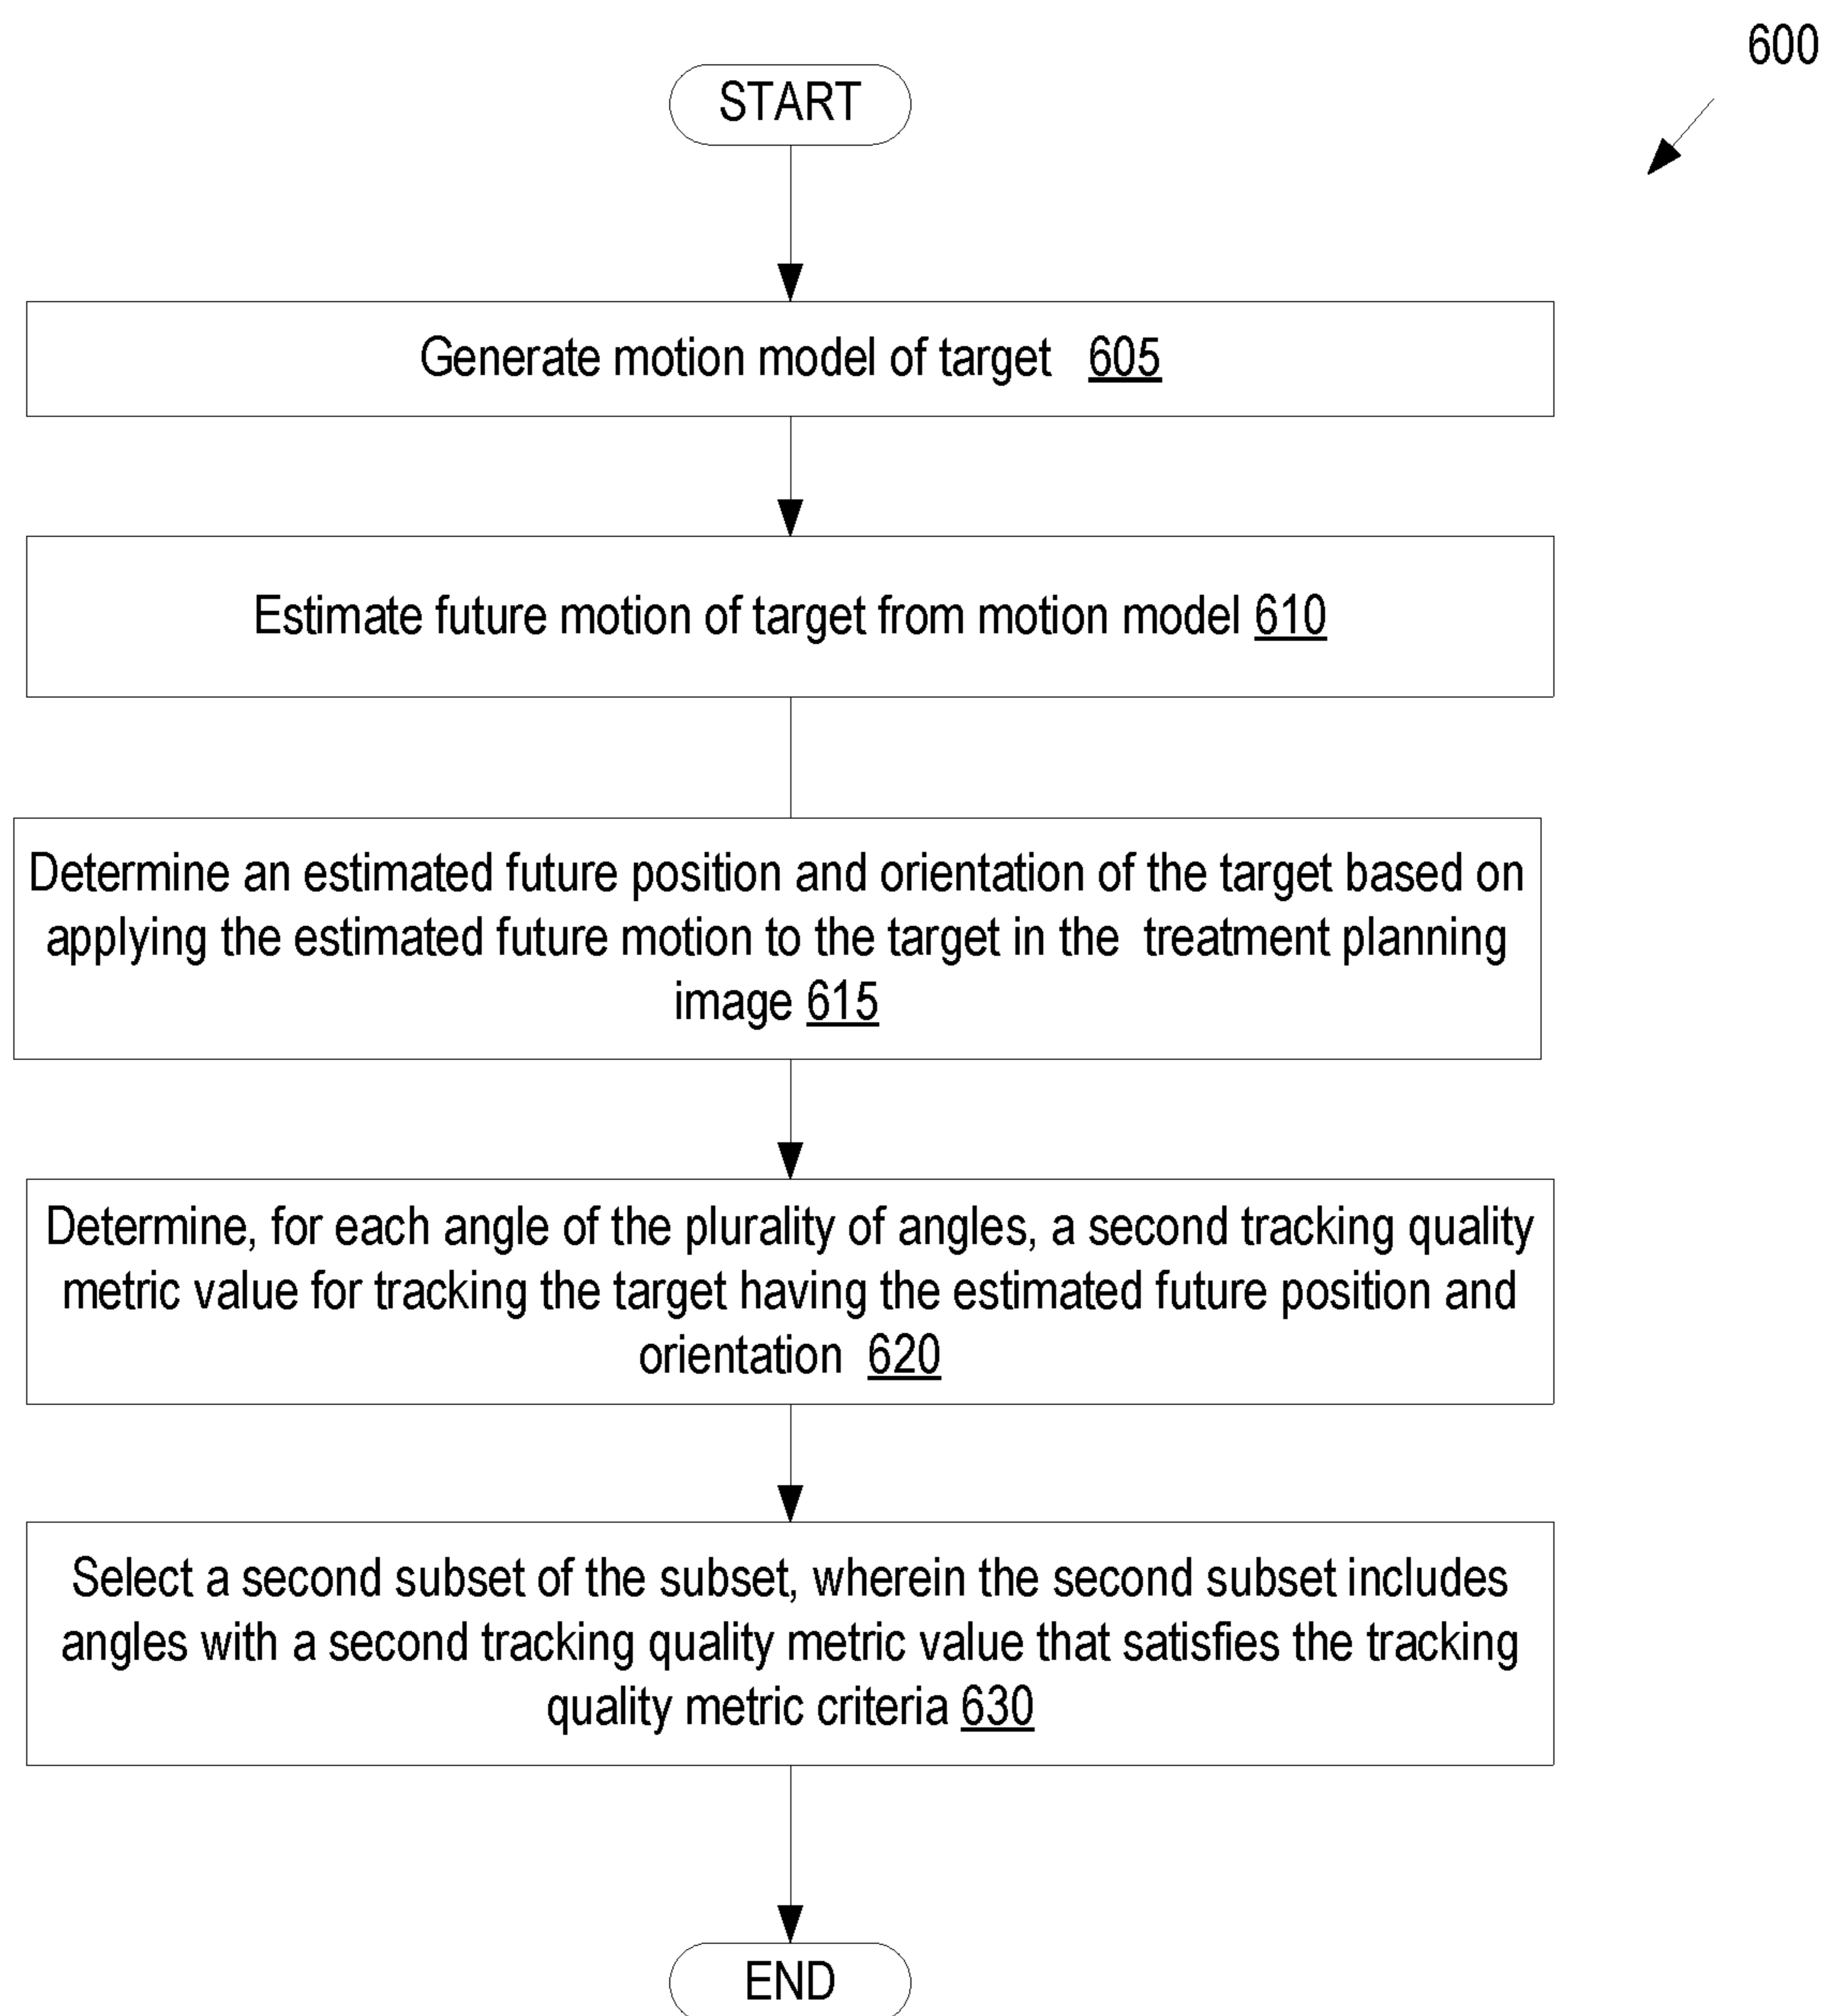 600
START
Generate motion model of target 605
Estimate future motion of target from motion model 610
Determine an estimated future position and orientation of the target based on
applying the estimated future motion to the target in the treatment planning
image 615
Determine, for each angle of the plurality of angles, a second tracking quality
metric value for tracking the target having the estimated future position and
orientation 620
Select a second subset of the subset, wherein the second subset includes
angles with a second tracking quality metric value that satisfies the tracking
quality metric criteria 630
END